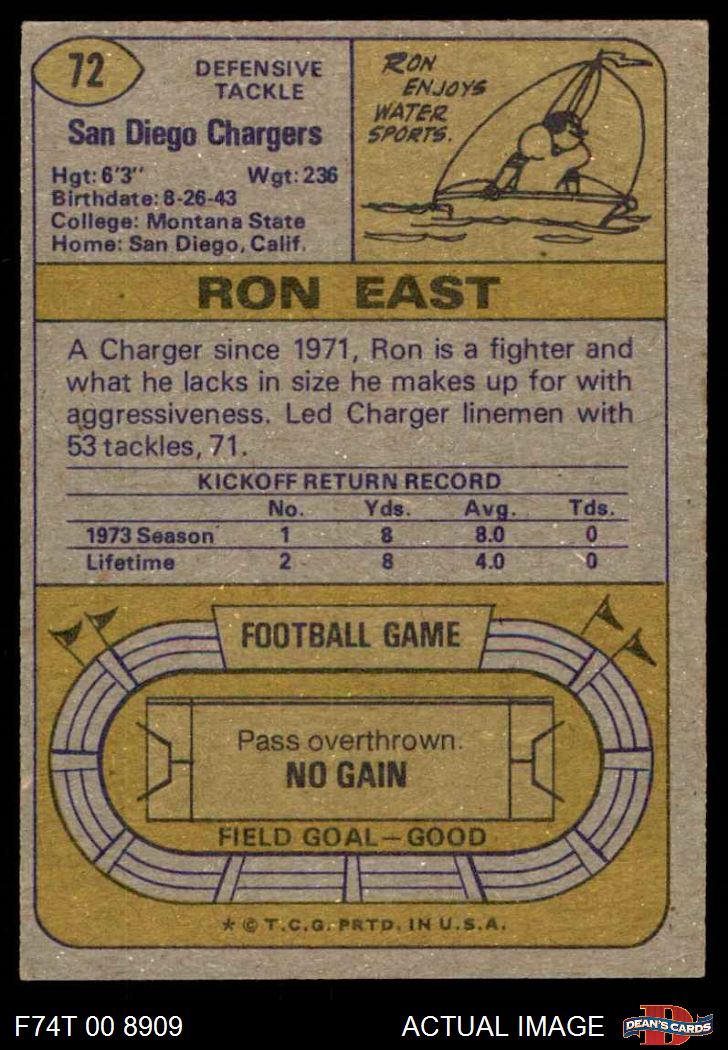 72
DEFENSIVE
TACKLE
San Diego Chargers
Hgt: 6'3" Wgt: 236
Birthdate: 8-26-43
College: Montana State
Home: San Diego, Calif.
RON
ENJOYS
WATER
SPORTS.
RON EAST
A Charger since 1971, Ron is a fighter and
what he lacks in size he makes up for with
aggressiveness. Led Charger linemen with
53 tackles, 71.
KICKOFF RETURN RECORD
No. Yds. Avg. Tds.
1973 Season 1 8 8.0 0
Lifetime 2 8 4.0 0
FOOTBALL GAME
Pass overthrown.
NO GAIN
FIELD GOAL—GOOD
* © T.C.G. PRTD. IN U.S.A.
F74T 00 8909 ACTUAL IMAGE
D
DEAN'S CARDS